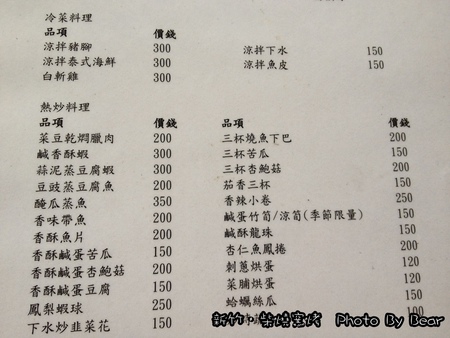 冷菜料理
品項 價錢
涼拌豬腳 300 涼拌下水 150
涼拌泰式海鮮 300 涼拌魚皮 150
白斬雞 300
熱炒料理
品項 價錢 品項 價錢
菜豆乾燜臘肉 200 三杯燒魚下巴 200
鹹香酥蝦 300 三杯苦瓜 150
蒜泥蒸豆腐蝦 300 三杯杏鮑菇 200
豆豉蒸豆腐魚 200 茄香三杯 150
醃瓜蒸魚 350 香辣小卷 250
香味帶魚 200 鹹蛋竹筍/涼筍(季節限量) 150
香酥魚片 200 鹹酥龍珠 150
香酥鹹蛋苦瓜 150 杏仁魚鳳捲 200
香酥鹹蛋杏鮑菇 200 刺蔥烘蛋 120
香酥鹹蛋豆腐 150 菜脯烘蛋 120
鳳梨蝦球 250 蛤蠣絲瓜 150
下水炒韭菜花 150 100
新竹‧柴燒窯烤 Photo By Bear